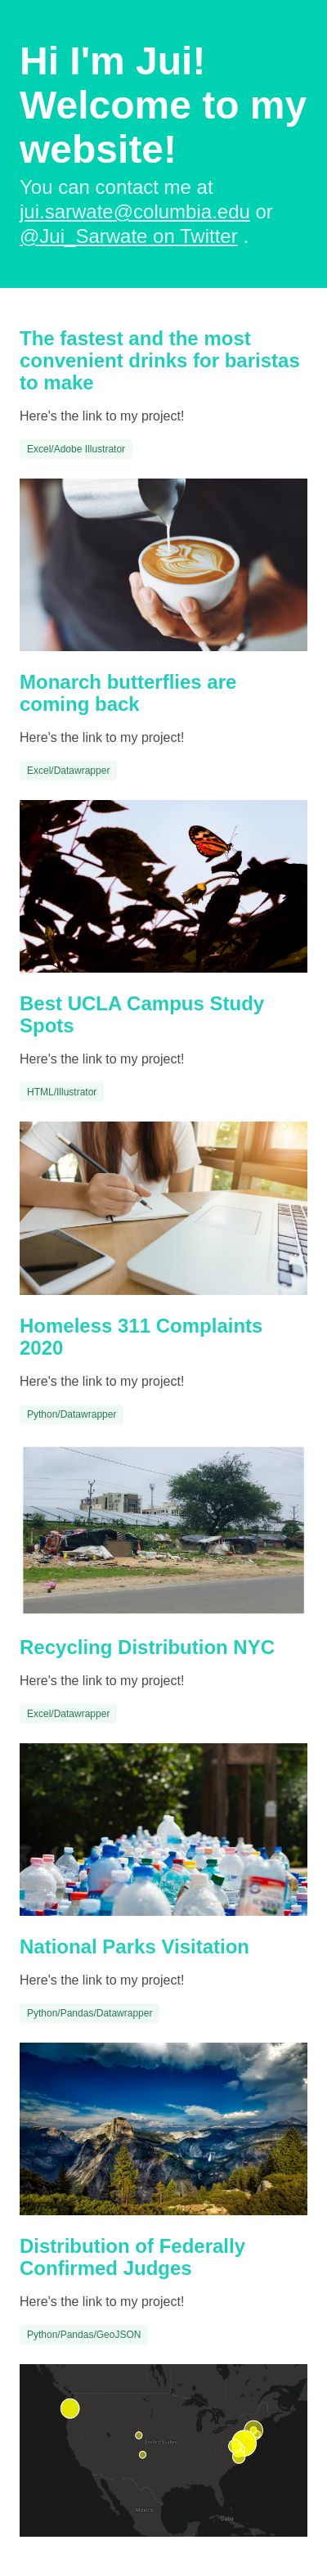 Hi I'm Jui!
Welcome to my
website!
You can contact me at
jui.sarwate@columbia.edu or
@Jui_Sarwate on Twitter .
The fastest and the most
convenient drinks for baristas
to make
Here's the link to my project!
Excel/Adobe Illustrator
Monarch butterflies are
coming back
Here's the link to my project!
Excel/Datawrapper
Best UCLA Campus Study
Spots
Here's the link to my project!
HTML/Illustrator
Homeless 311 Complaints
2020
Here's the link to my project!
Python/Datawrapper
Recycling Distribution NYC
Here's the link to my project!
Excel/Datawrapper
National Parks Visitation
Here's the link to my project!
Python/Pandas/Datawrapper
Distribution of Federally
Confirmed Judges
Here's the link to my project!
Python/Pandas/GeoJSON
United States
Mexico
Cuba